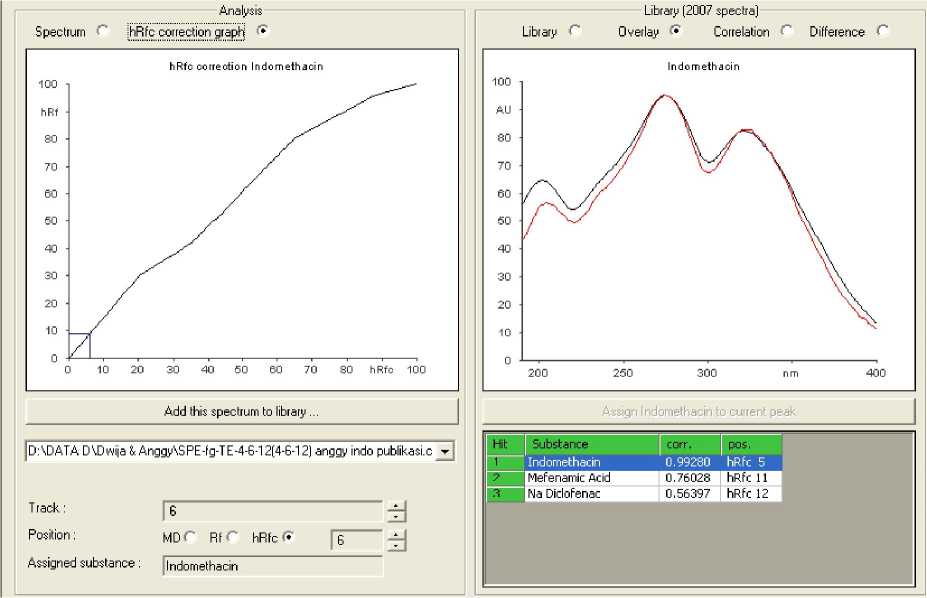 Analysis
Spectrum hRfc correction graph
hRfc correction Indomethacin
100
hRf
80
70
60
50
40
30
20
10
0
0 10 20 30 40 50 60 70 80 hRfc 100
Add this spectrum to library ...
D:\DATA D\Dwija & Anggy\SPE-fg-TE-4-6-12(4-6-12) anggy indo publikasi.c
Track : 6
Position : MD Rf hRfc 6
Assigned substance : Indomethacin
Library (2007 spectra)
Library Overlay Correlation Difference
Indomethacin
100
AU
80
70
60
50
40
30
20
10
0
200 250 300 nm 400
Assign Indomethacin to current peak
Hit Substance corr. pos.
1 Indomethacin 0.99280 hRfc 5
2 Mefenamic Acid 0.76028 hRfc 11
3 Na Diclofenac 0.56397 hRfc 12